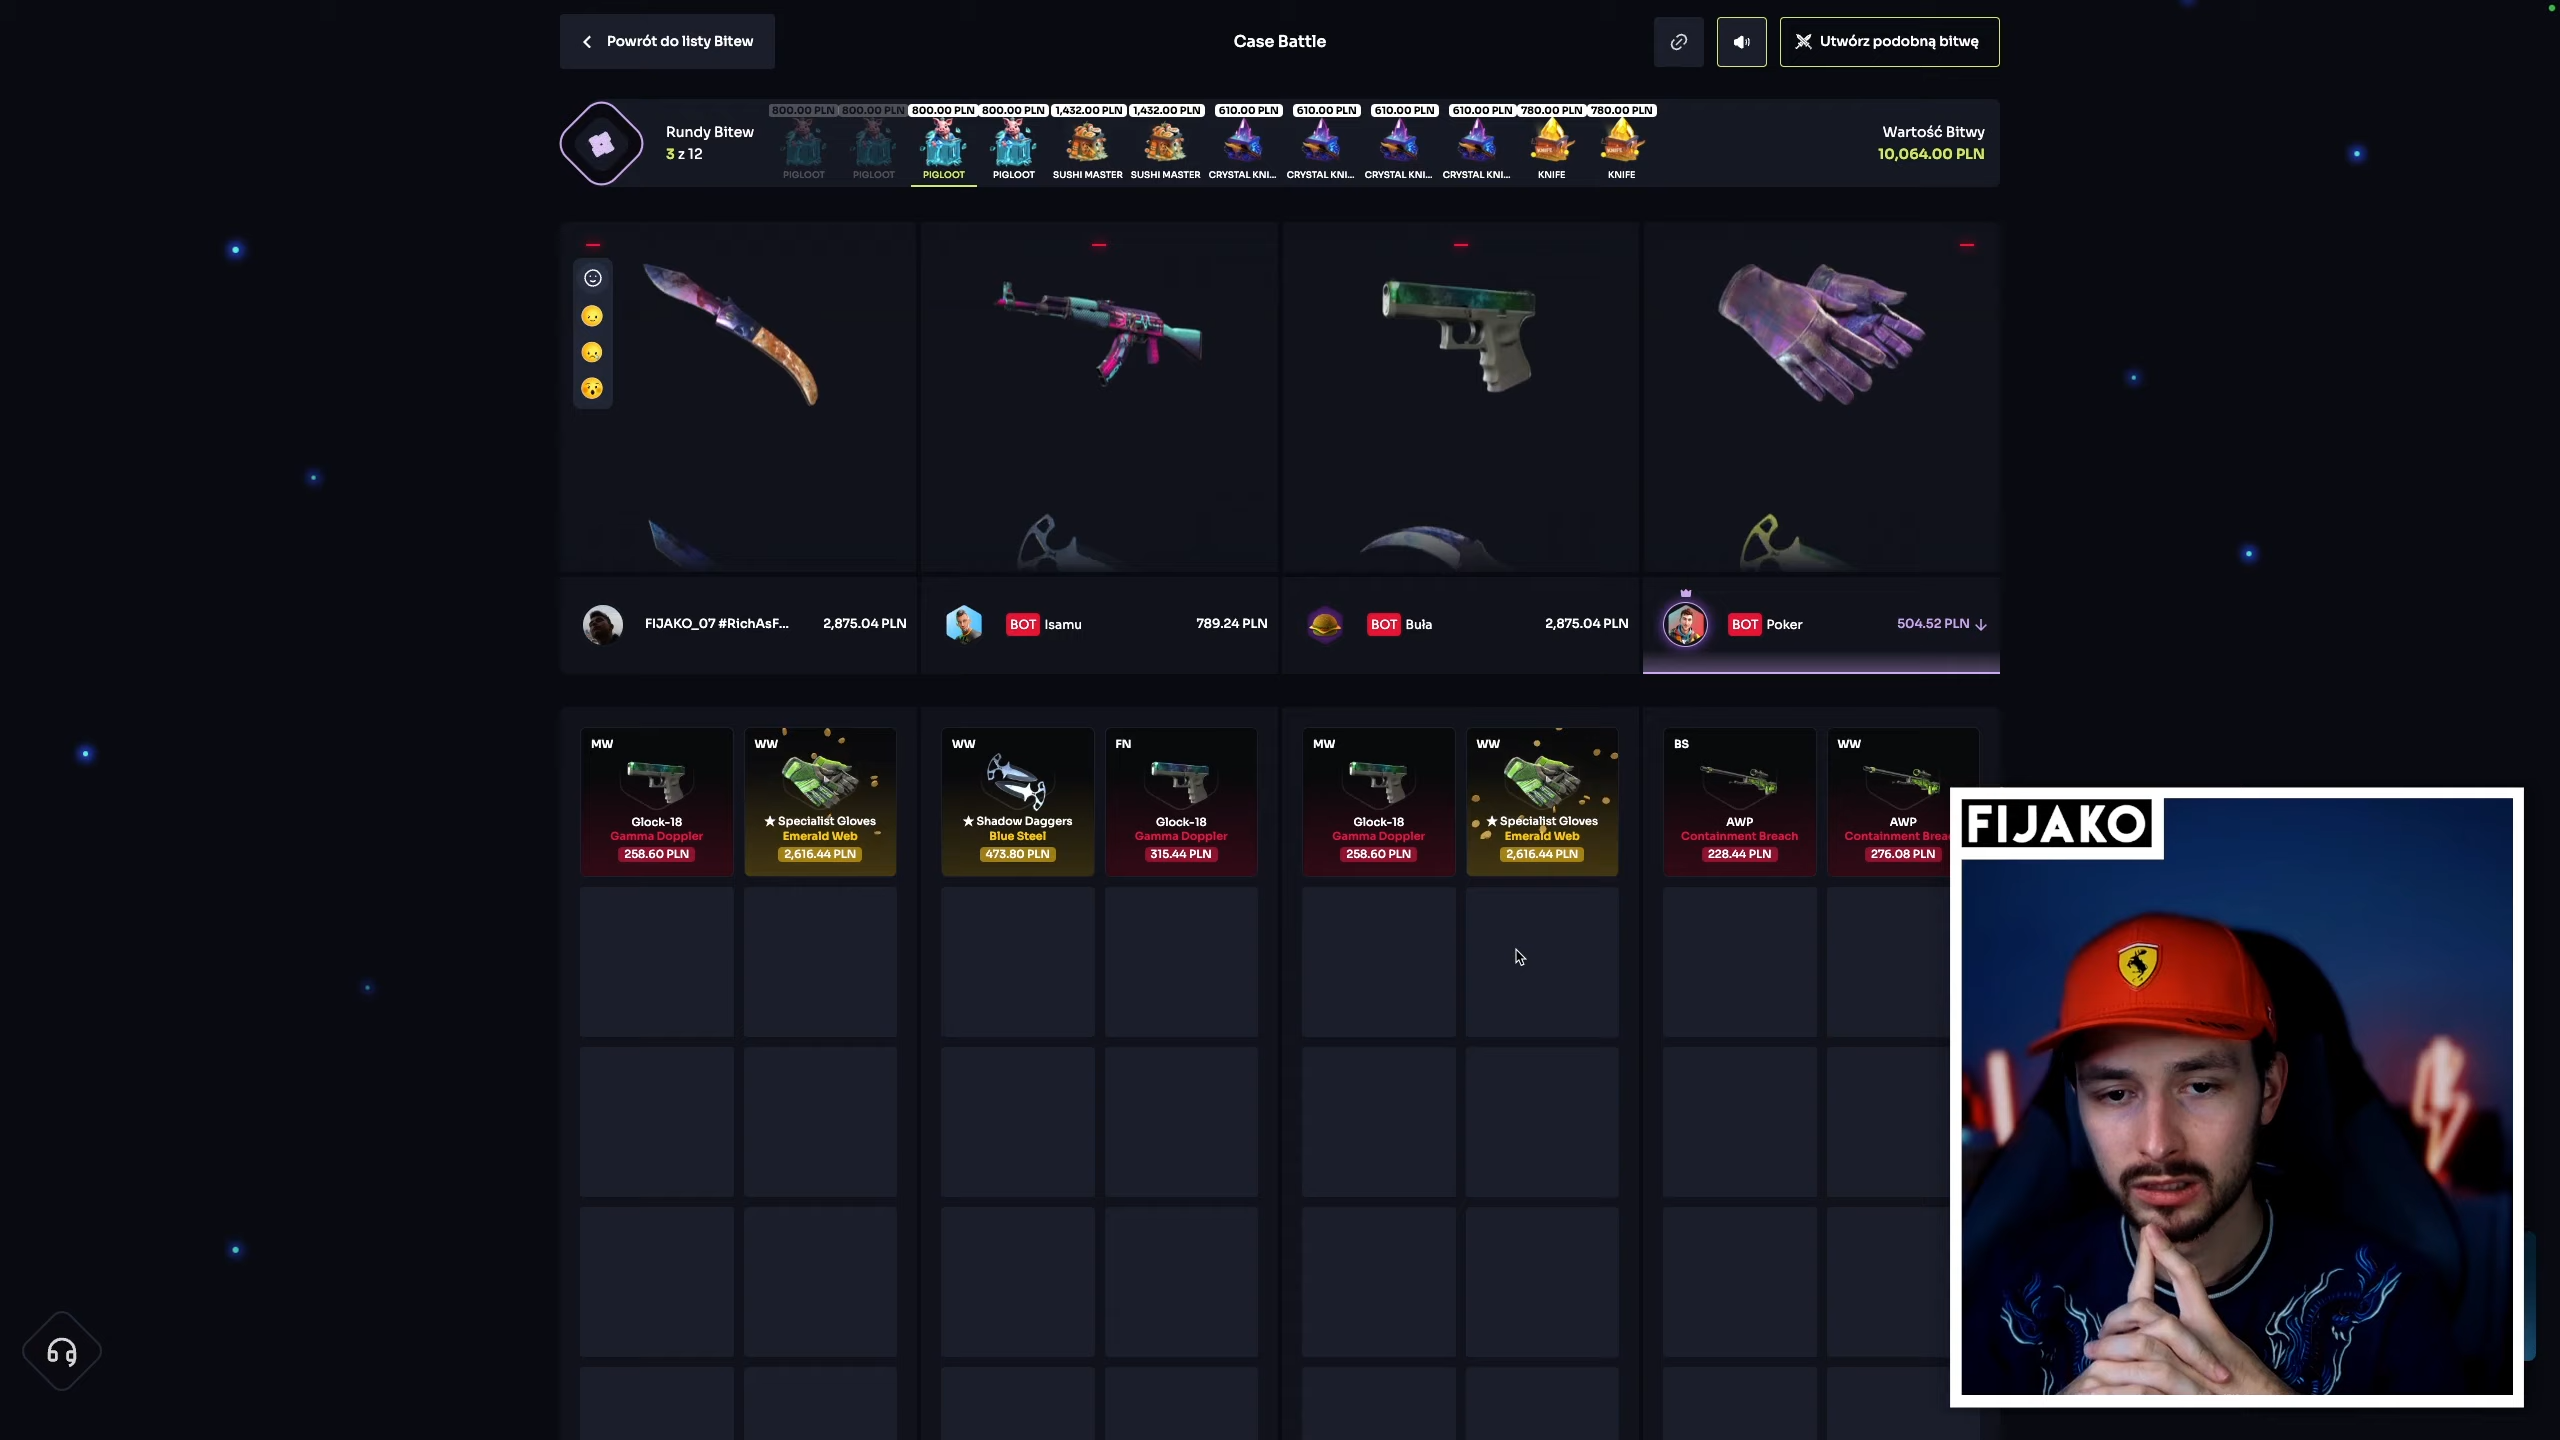 Powrót do listy Bitew
Case Battle
Utwórz podobną bitwę
Rundy Bitew
3 z 12
800.00 PLN 800.00 PLN 800.00 PLN 800.00 PLN 1,432.00 PLN 1,432.00 PLN 610.00 PLN 610.00 PLN 610.00 PLN 610.00 PLN 780.00 PLN 780.00 PLN
PIGLOOT PIGLOOT PIGLOOT PIGLOOT SUSHI MASTER SUSHI MASTER CRYSTAL KNI... CRYSTAL KNI... CRYSTAL KNI... CRYSTAL KNI... KNIFE KNIFE
Wartość Bitwy
10,064.00 PLN
FIJAKO_07 #RichAsF... 2,875.04 PLN
BOT Isamu 789.24 PLN
BOT Buła 2,875.04 PLN
BOT Poker 504.52 PLN
MW
Glock-18
Gamma Doppler
258.60 PLN
WW
★ Specialist Gloves
Emerald Web
2,616.44 PLN
WW
★ Shadow Daggers
Blue Steel
473.80 PLN
FN
Glock-18
Gamma Doppler
315.44 PLN
MW
Glock-18
Gamma Doppler
258.60 PLN
WW
★ Specialist Gloves
Emerald Web
2,616.44 PLN
BS
AWP
Containment Breach
228.44 PLN
WW
AWP
Containment Brea
276.08 PLN
FIJAKO